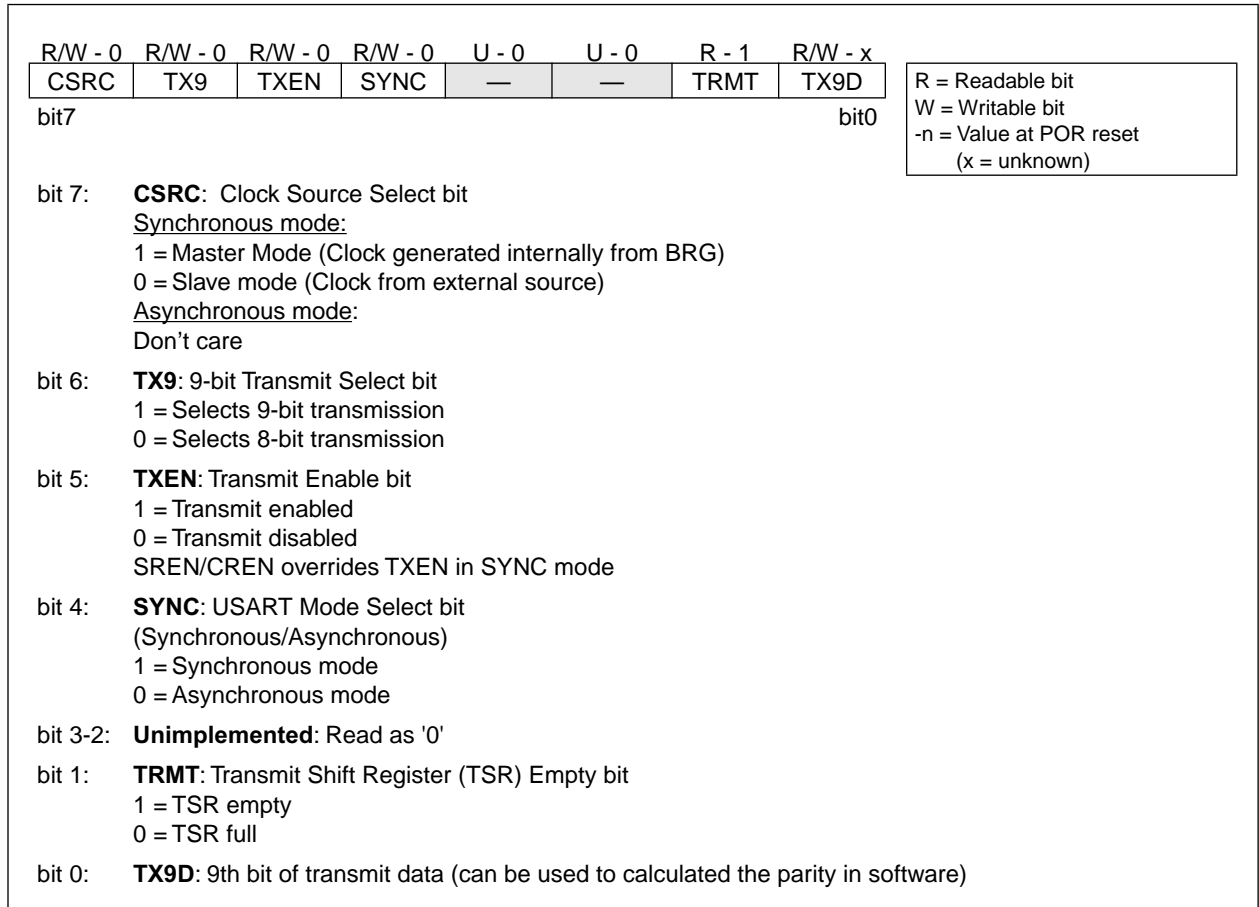 R/W - 0 R/W - 0 R/W - 0 R/W - 0 U - 0 U - 0 R - 1 R/W - x
CSRC TX9 TXEN SYNC — — TRMT TX9D
bit7 bit0
R = Readable bit
W = Writable bit
-n = Value at POR reset
(x = unknown)
bit 7: CSRC: Clock Source Select bit
Synchronous mode:
1 = Master Mode (Clock generated internally from BRG)
0 = Slave mode (Clock from external source)
Asynchronous mode:
Don't care
bit 6: TX9: 9-bit Transmit Select bit
1 = Selects 9-bit transmission
0 = Selects 8-bit transmission
bit 5: TXEN: Transmit Enable bit
1 = Transmit enabled
0 = Transmit disabled
SREN/CREN overrides TXEN in SYNC mode
bit 4: SYNC: USART Mode Select bit
(Synchronous/Asynchronous)
1 = Synchronous mode
0 = Asynchronous mode
bit 3-2: Unimplemented: Read as '0'
bit 1: TRMT: Transmit Shift Register (TSR) Empty bit
1 = TSR empty
0 = TSR full
bit 0: TX9D: 9th bit of transmit data (can be used to calculated the parity in software)